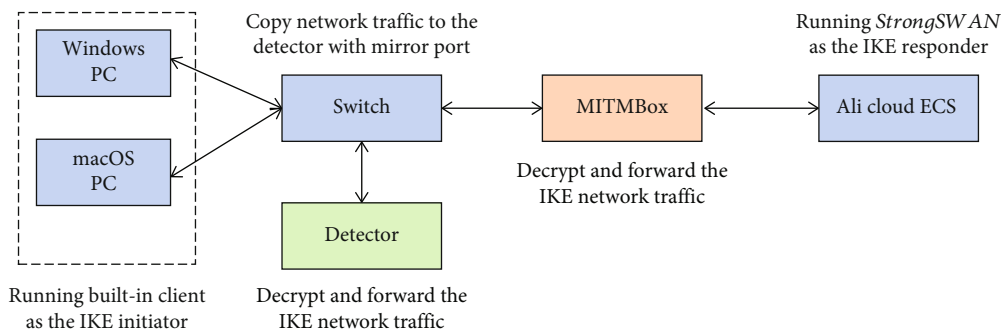 Copy network traffic to the
detector with mirror port
Running StrongSWAN
as the IKE responder
Windows
PC
Switch
MITMBox
Ali cloud ECS
macOS
PC
Decrypt and forward the
IKE network traffic
Detector
Running built-in client
as the IKE initiator
Decrypt and forward the
IKE network traffic